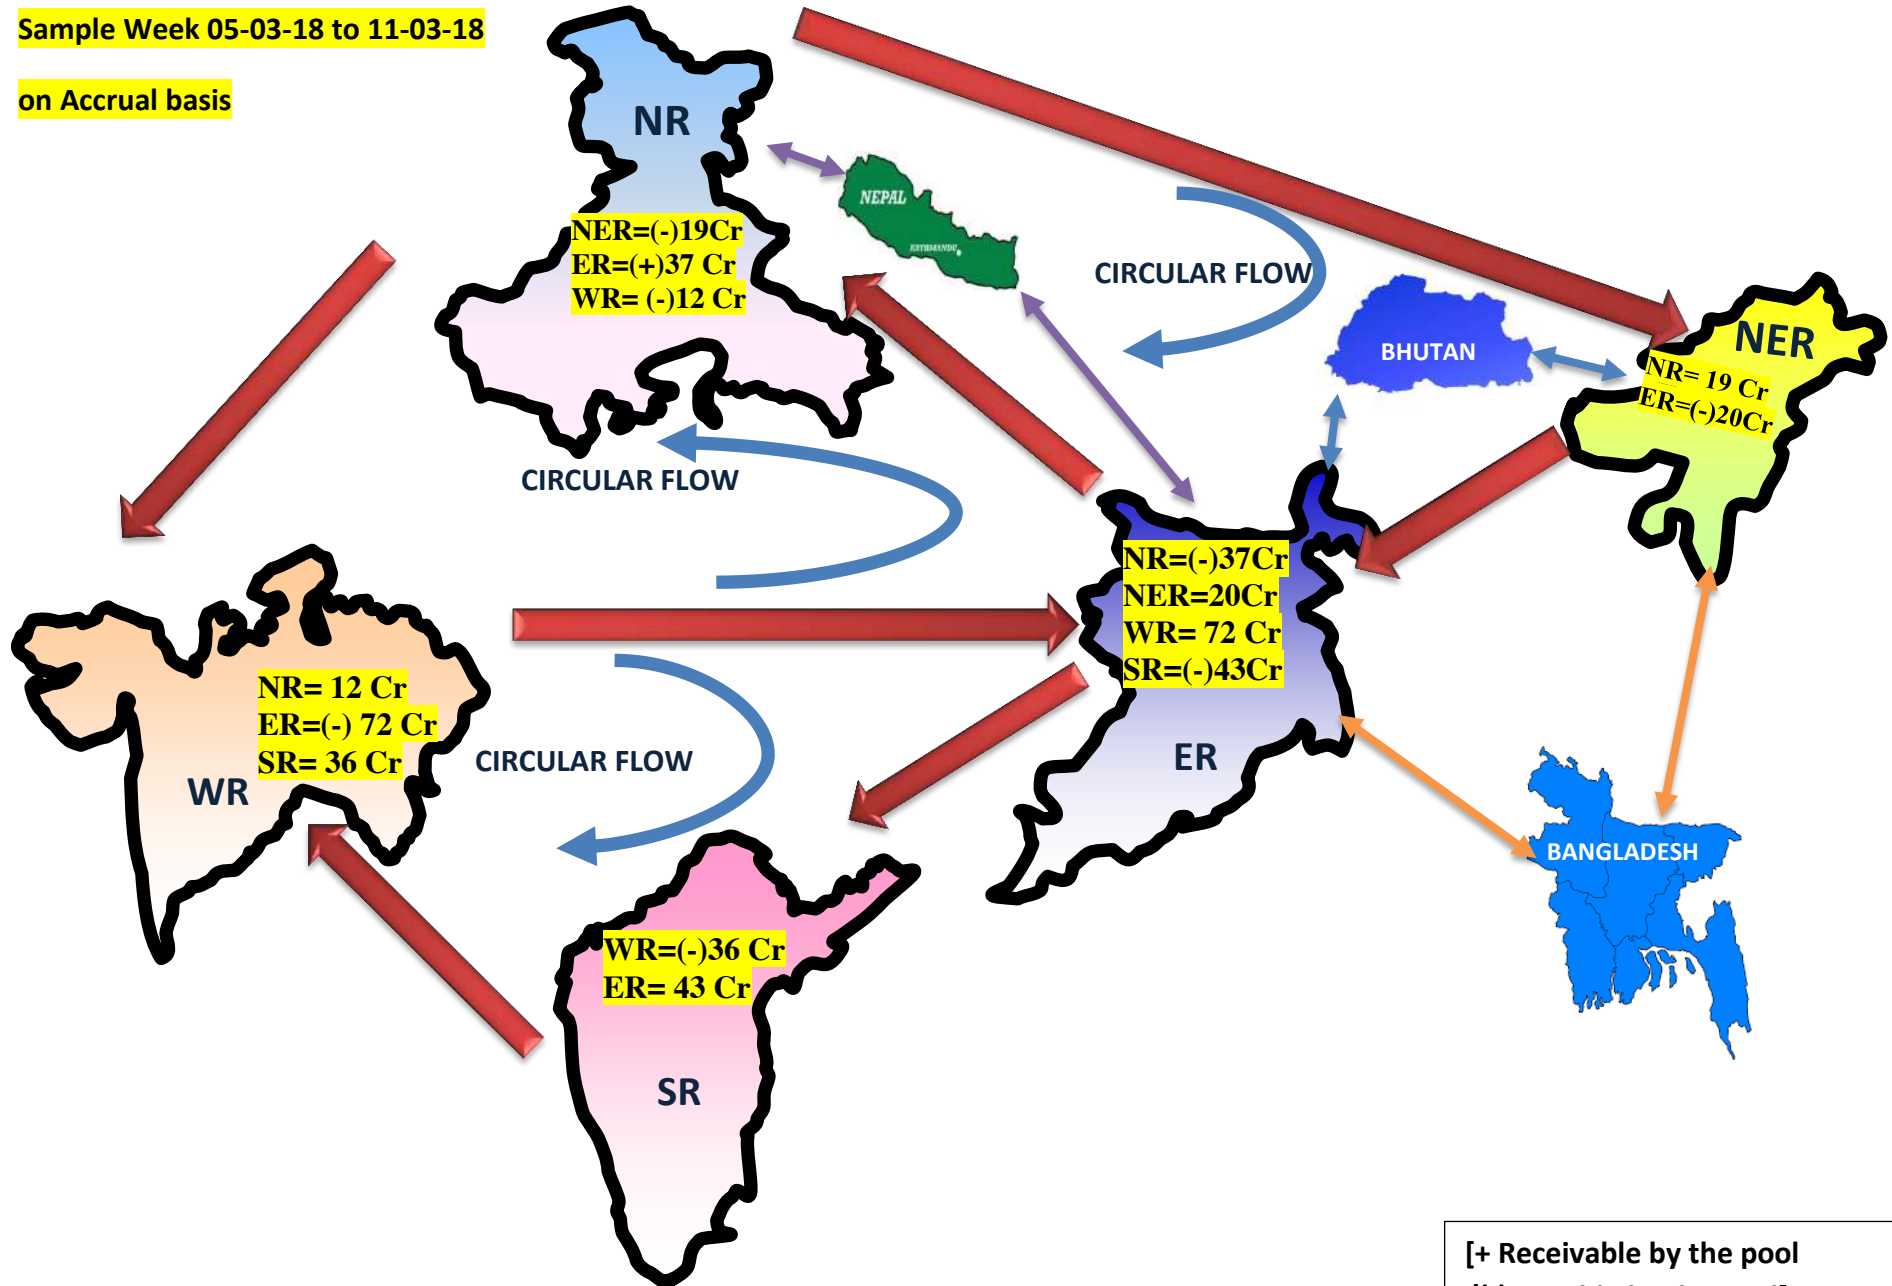 Sample Week 05-03-18 to 11-03-18
on Accrual basis
NR
NER=(-)19Cr
ER=(+)37 Cr
WR= (-)12 Cr
NEPAL
KATHMANDU
CIRCULAR FLOW
BHUTAN
NER
NR= 19 Cr
ER=(-)20Cr
CIRCULAR FLOW
NR=(-)37Cr
NER=20Cr
WR= 72 Cr
SR=(-)43Cr
ER
NR= 12 Cr
ER=(-) 72 Cr
SR= 36 Cr
WR
CIRCULAR FLOW
BANGLADESH
WR=(-)36 Cr
ER= 43 Cr
SR
[+ Receivable by the pool